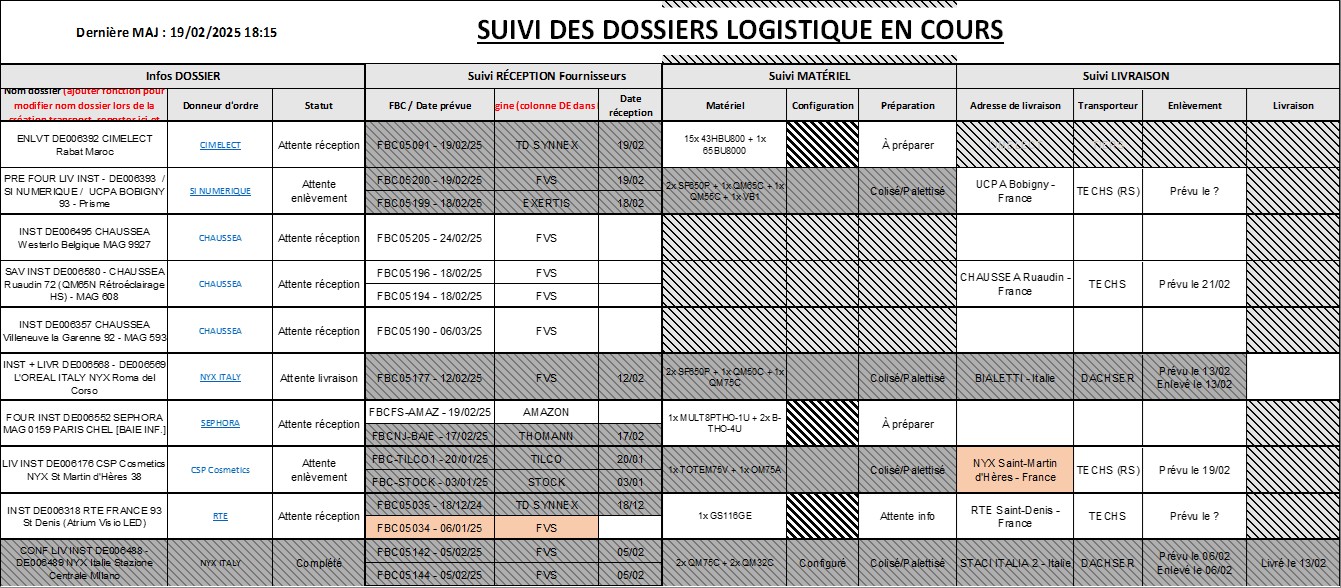 Dernière MAJ : 19/02/2025 18:15
SUIVI DES DOSSIERS LOGISTIQUE EN COURS
Infos DOSSIER
Suivi RÉCEPTION Fournisseurs
Suivi MATÉRIEL
Suivi LIVRAISON
Nom dossier (ajouter fonction pour
modifier nom dossier lors de la
création transport, reporter ici et
Donneur d'ordre
Statut
FBC / Date prévue
gine (colonne DE dans
Date
réception
Matériel
Configuration
Préparation
Adresse de livraison
Transporteur
Enlèvement
Livraison
ENLVT DE006392 CIMELECT
Rabat Maroc
CIMELECT
Attente réception
FBC05091 - 19/02/25
TD SYNNEX
19/02
15x 43HBU800 + 1x
65BU8000
À préparer
PRE FOUR LIV INST - DE006393 /
SI NUMERIQUE / UCPA BOBIGNY
93 - Prisme
SI NUMERIQUE
Attente
enlèvement
FBC05200 - 19/02/25
FVS
19/02
FBC05199 - 18/02/25
EXERTIS
18/02
2x SF650P + 1x QM65C + 1x
QM55C + 1x VB1
Colisé/Palettisé
UCPA Bobigny -
France
TECHS (RS)
Prévu le ?
INST DE006495 CHAUSSEA
Westerlo Belgique MAG 9927
CHAUSSEA
Attente réception
FBC05205 - 24/02/25
FVS
SAV INST DE006580 - CHAUSSEA
Ruaudin 72 (QM65N Rétroéclairage
HS) - MAG 608
CHAUSSEA
Attente réception
FBC05196 - 18/02/25
FVS
FBC05194 - 18/02/25
FVS
CHAUSSEA Ruaudin -
France
TECHS
Prévu le 21/02
INST DE006357 CHAUSSEA
Villeneuve la Garenne 92 - MAG 593
CHAUSSEA
Attente réception
FBC05190 - 06/03/25
FVS
INST + LIVR DE006568 - DE006569
L'OREAL ITALY NYX Roma del
Corso
NYX ITALY
Attente livraison
FBC05177 - 12/02/25
FVS
12/02
2x SF650P + 1x QM50C + 1x
QM75C
Colisé/Palettisé
BIALETTI - Italie
DACHSER
Prévu le 13/02
Enlevé le 13/02
FOUR INST DE006552 SEPHORA
MAG 0159 PARIS CHEL [BAIE INF.]
SEPHORA
Attente réception
FBCFS-AMAZ - 19/02/25
AMAZON
FBCNJ-BAIE - 17/02/25
THOMANN
17/02
1x MULT8PTHO-1U + 2x B-
THO-4U
À préparer
LIV INST DE006176 CSP Cosmetics
NYX St Martin d'Hères 38
CSP Cosmetics
Attente
enlèvement
FBC-TILCO1 - 20/01/25
TILCO
20/01
FBC-STOCK - 03/01/25
STOCK
03/01
1x TOTEM75V + 1x QM75A
Colisé/Palettisé
NYX Saint-Martin
d'Hères - France
TECHS (RS)
Prévu le 19/02
INST DE006318 RTE FRANCE 93
St Denis (Atrium Visio LED)
RTE
Attente réception
FBC05035 - 18/12/24
TD SYNNEX
18/12
FBC05034 - 06/01/25
FVS
1x GS116GE
Attente info
RTE Saint-Denis -
France
TECHS
Prévu le ?
CONF LIV INST DE006488 -
DE006489 NYX Italie Stazione
Centrale Milano
NYX ITALY
Complété
FBC05142 - 05/02/25
FVS
05/02
FBC05144 - 05/02/25
FVS
05/02
2x QM75C + 2x QM32C
Configuré
Colisé/Palettisé
STACI ITALIA 2 - Italie
DACHSER
Prévu le 06/02
Enlevé le 06/02
Livré le 13/02